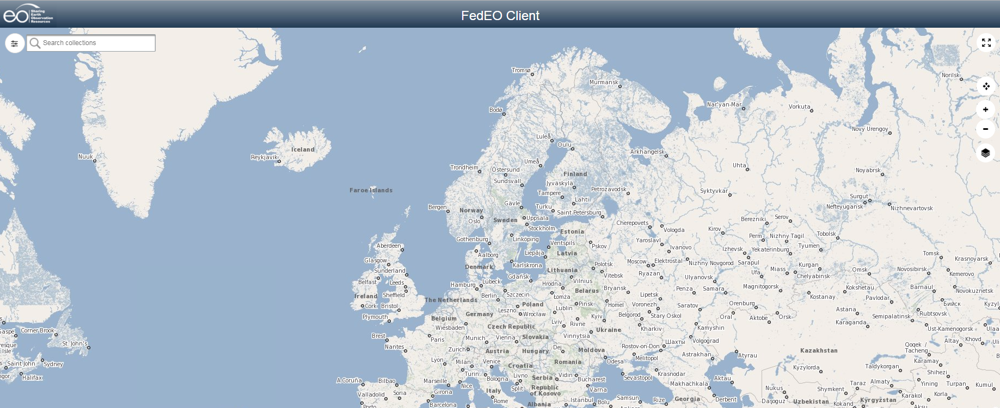 eo Sharing
Earth
Observation
Resources
FedEO Client
Search collections
Tromsø
Murmansk
Norilsk
Nar'yan-Mar
Vorkuta
Bodø
Novy Urengoy
Luleå
Oulu
Iceland
Arkhangelsk
Nuuk
Reykjavik
Umeå
Uhta
Trondheim
Östersund
Noyabrsk
Finland
Sundsvall
Jyväskylä
Faroe Islands
Petrozavodsk
Syktyvkar
Tampere
Surgut
Lahti
Gävle
Bergen
Turku
Nefteyugansk
Nizhnevartovsk
Norway
Saint Petersburg
Serov
Uppsala
Berezniki
Oslo
Sweden
Cherepovets
Stockholm
Kirov
Vologda
Estonia
Tobolsk
Perm
Nizhny Tagil
Gothenburg
Linköping
Yaroslavl
Ventspils
Pskov
Aberdeen
Ivanovo
Tyumen
Izhevsk
Yekaterinburg
Liepāja
Latvia
Tomsk
Aalborg
Krasnoyarsk
Glasgow
Moscow
Elektrostal
Nizhny Novgorod
Sarapul
Karlskrona
Polotsk
Kurgan
Denmark
Lithuania
Miass
Omsk
Novosibirsk
Sunderland
Ufa
Ryazan
Kemerovo
Vitebsk
Chelyabinsk
Gdańsk
Ulyanovsk
Belfast
Leeds
Lübeck
Vilnius
Hamburg
Hrodna
Magnitogorsk
Kokshetau
Barnaul
Bryansk
Penza
Samara
Belarus
Novokuznetsk
Sheffield
Berlin
Szczecin
Lipetsk
Ireland
Łomża
Kostanay
Pavlodar
The Netherlands
Poland
Pinsk
Homel
Voronezh
Saratov
Orenburg
Бийск
Kyzyl
Cork
Bristol
Lublin
Leszno
Wrocław
Germany
Astana
Rubtsovsk
Plymouth
Belgium
Kyiv
Belgorod
Stary Oskol
Oral
Aktobe
Orsk
Semipalatinsk
Lviv
Rivne
Karaganda
Wiesbaden
Czech Republic
Ukraine
Kharkiv
Kamyshin
Ust-Kamenogorsk
Ulaa
Gaspé
Corner Brook
Brest
Paris
Munich
Vienna
Slovakia
Vinnytsia
Altay
Khovd
St. John's
Шахты
Volgograd
Uli
resque
Isle
Nantes
Zurich
Austria
Hungary
Dej
Moldova
Rostov-on-Don
Kazakhstan
Qoqek /
Tacheng
Astrakhan
Atyrau
B
Lyon
Milan
Venice
Romania
Odesa
Melitopol
Karamay
Saint John
Sydney
Croatia
Taldykorgan
Kyzylorda
Shihezi
ngor
Halifax
Turin
Bologna
Livno
Serbia
Vidin
Bucharest
Sevastopol
Krasnodar
Aktau
A Coruña
Bilbao
Marseille
Nice
Split
Republic
of Kosovo
Varna
Makhachkala
Nukus
Shymkent
Taraz
Almaty
Yining
Turpan
Kumul
Valladolid
Soria
Girona
Italy
Rome
Istanbul
Bolu
Samsun
Rize
Georgia
Derbent
Daşoguz
Uzbekistan
Kokand
Kyrgyzstan
Karakol
Korla
Aksu
Porto
Barcelona
Albania